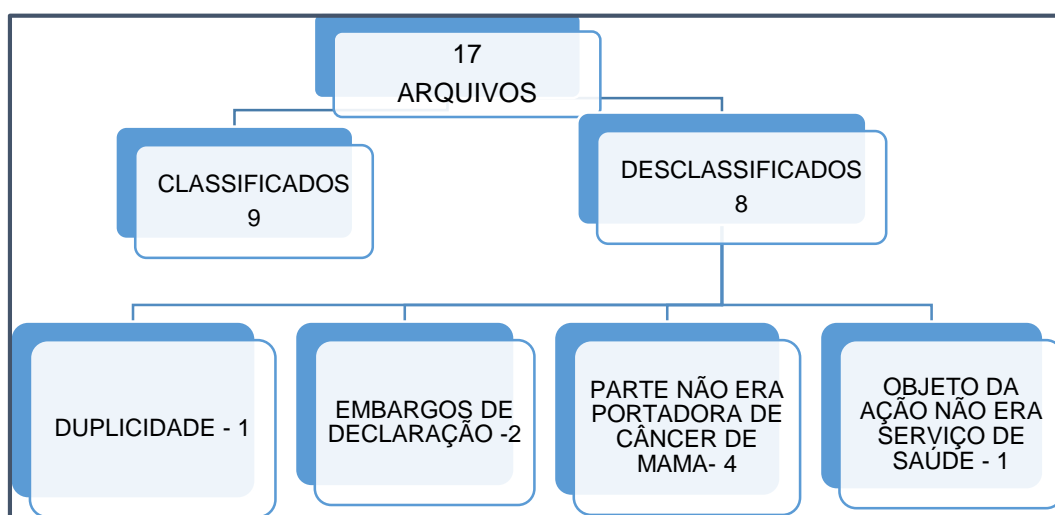 17
ARQUIVOS
CLASSIFICADOS
9
DESCLASSIFICADOS
8
DUPLICIDADE - 1
EMBARGOS DE
DECLARAÇÃO -2
PARTE NÃO ERA
PORTADORA DE
CÂNCER DE
MAMA- 4
OBJETO DA
AÇÃO NÃO ERA
SERVIÇO DE
SAÚDE - 1